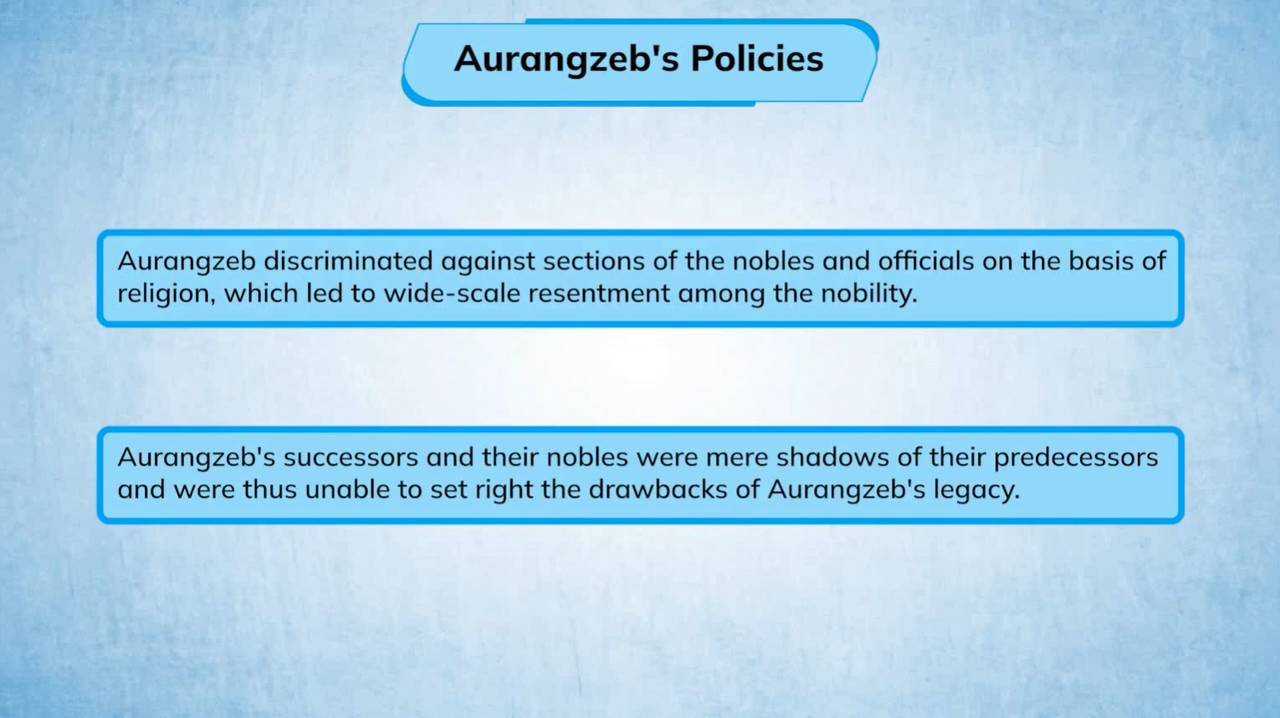 Aurangzeb's Policies
Aurangzeb discriminated against sections of the nobles and officials on the basis of
religion, which led to wide-scale resentment among the nobility.
Aurangzeb's successors and their nobles were mere shadows of their predecessors
and were thus unable to set right the drawbacks of Aurangzeb's legacy.